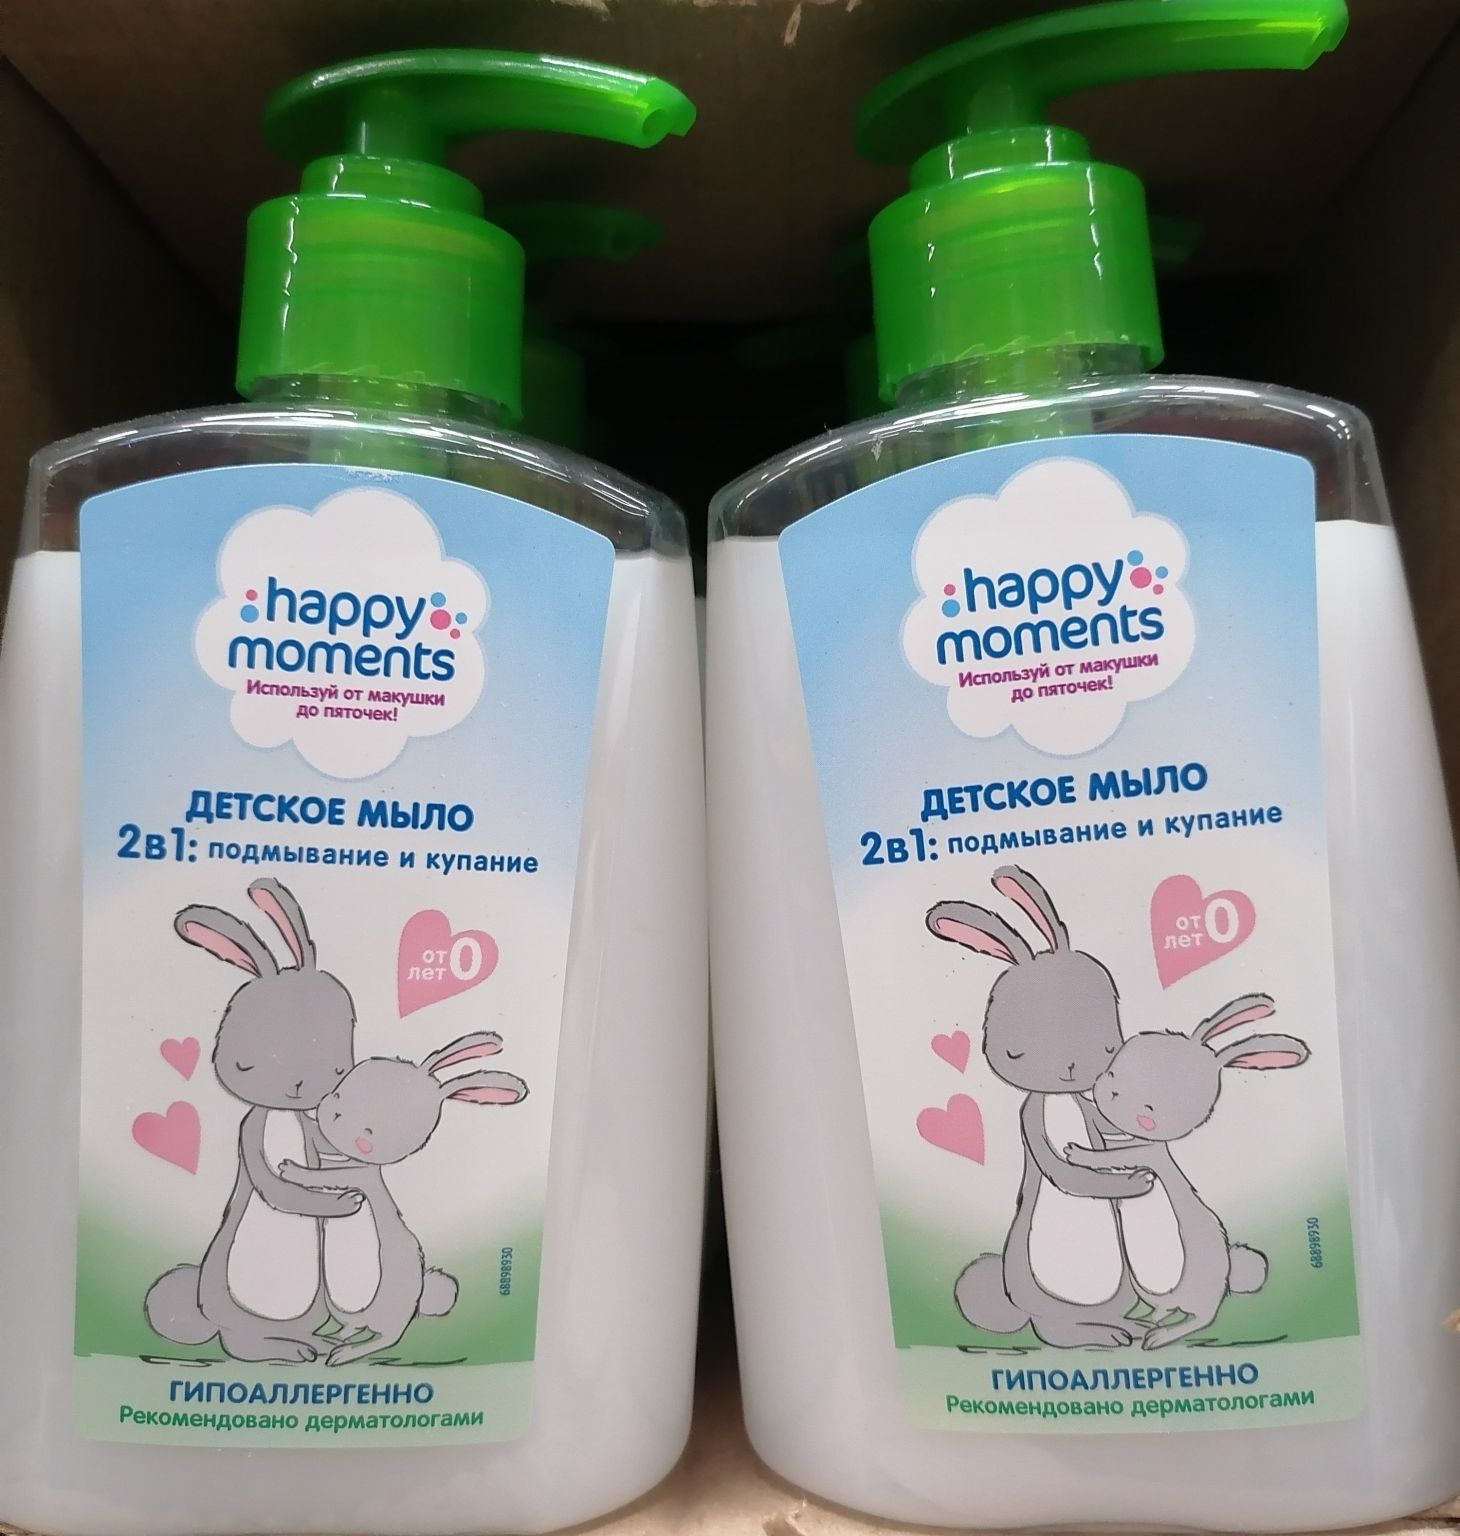 happy
moments
Используй от макушки
до пяточек!
ДЕТСКОЕ МЫЛО
2в1: подмывание и купание
от 0
лет
68898930
ГИПОАЛЛЕРГЕННО
Рекомендовано дерматологами
happy
moments
Используй от макушки
до пяточек!
ДЕТСКОЕ МЫЛО
2в1: подмывание и купание
от 0
лет
68898930
ГИПОАЛЛЕРГЕННО
Рекомендовано дерматологами